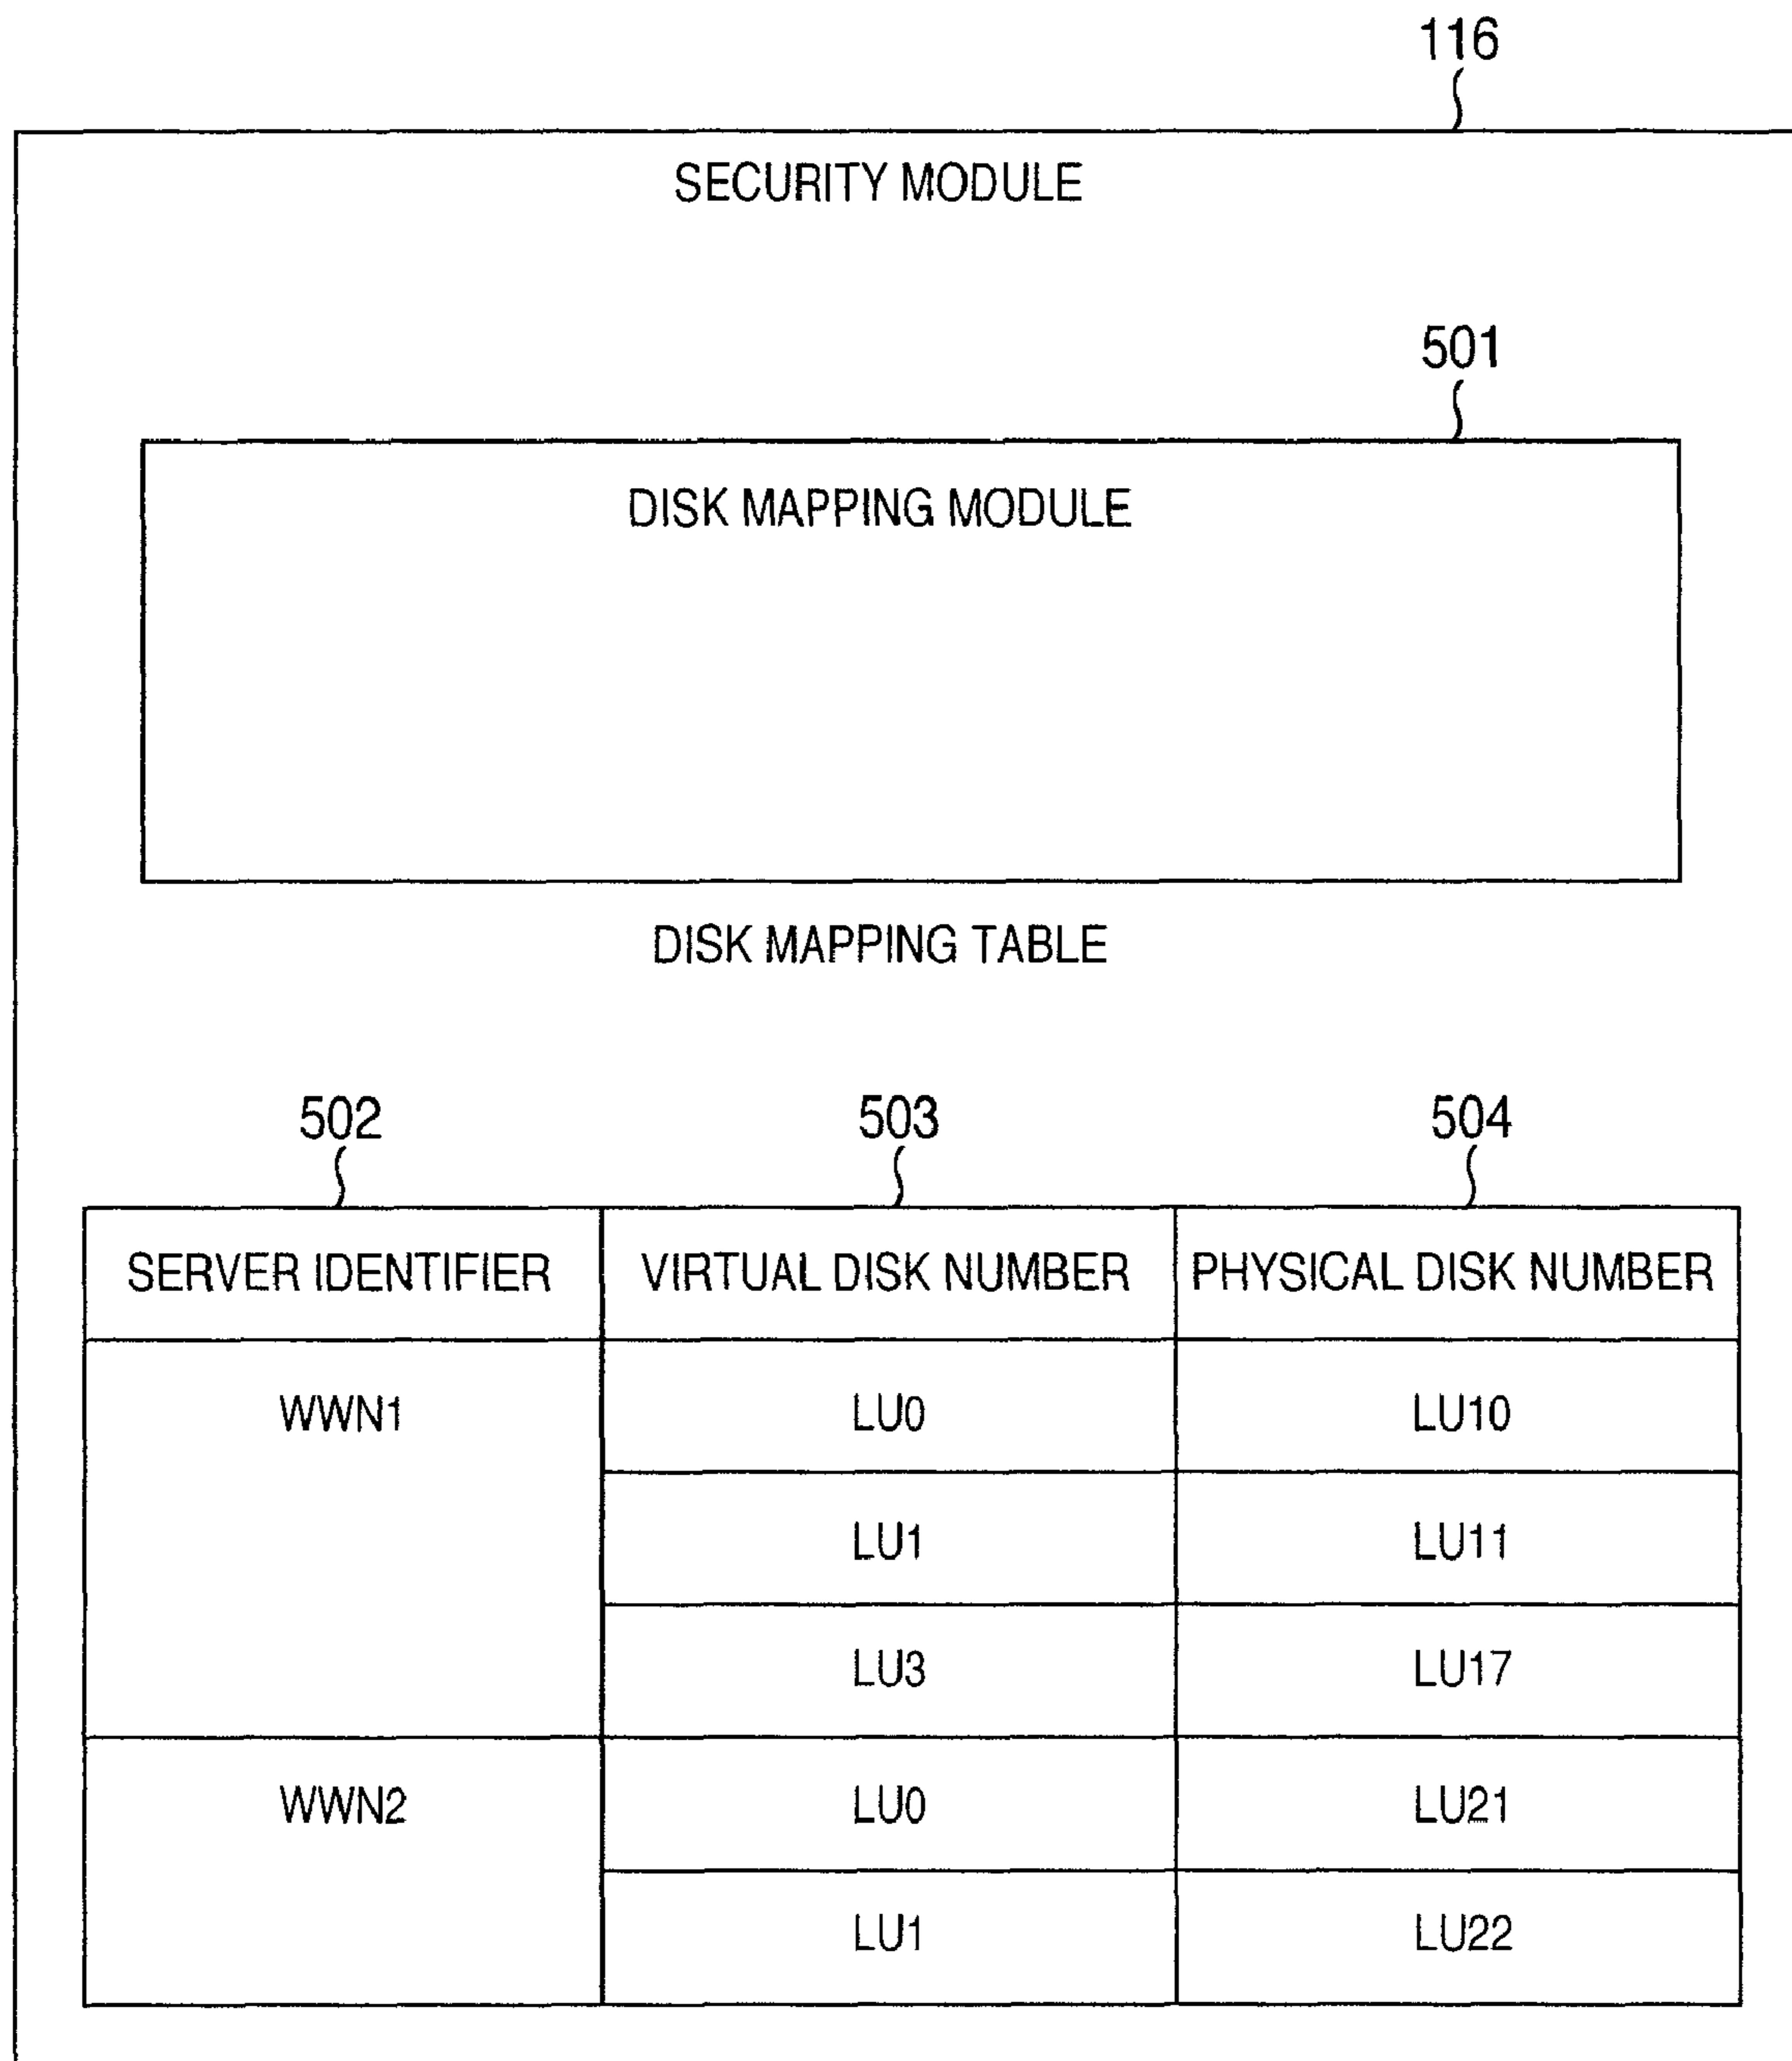 116
SECURITY MODULE
501
DISK MAPPING MODULE
DISK MAPPING TABLE
502 503 504
SERVER IDENTIFIER VIRTUAL DISK NUMBER PHYSICAL DISK NUMBER
WWN1 LU0 LU10
LU1 LU11
LU3 LU17
WWN2 LU0 LU21
LU1 LU22